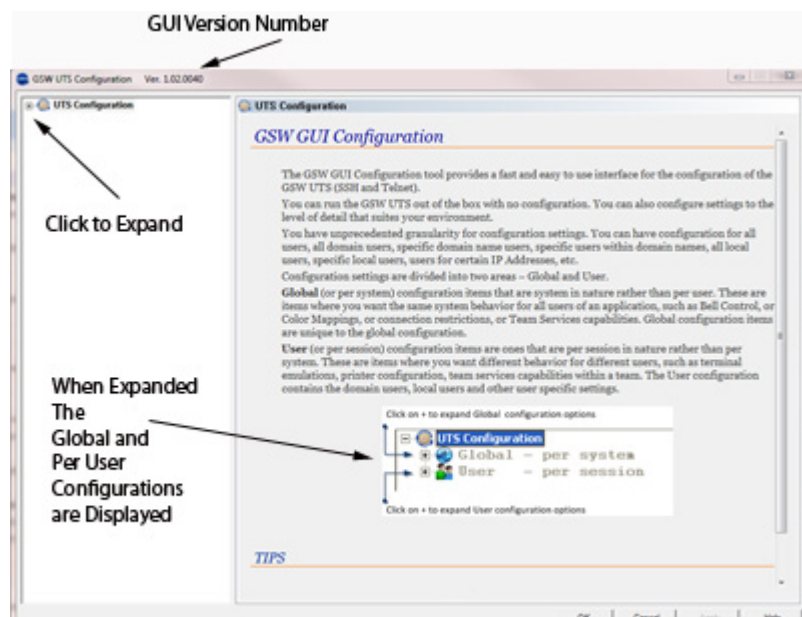 GUI Version Number
GSW UTS Configuration Ver. 1.02.0040
UTS Configuration
UTS Configuration
Click to Expand
GSW GUI Configuration
The GSW GUI Configuration tool provides a fast and easy to use interface for the configuration of the
GSW UTS (SSH and Telnet).
You can run the GSW UTS out of the box with no configuration. You can also configure settings to the
level of detail that suites your environment.
You have unprecedented granularity for configuration settings. You can have configuration for all
users, all domain users, specific domain name users, specific users within domain names, all local
users, specific local users, users for certain IP Addresses, etc.
Configuration settings are divided into two areas – Global and User.
Global (or per system) configuration items that are system in nature rather than per user. These are
items where you want the same system behavior for all users of an application, such as Bell Control, or
Color Mappings, or connection restrictions, or Team Services capabilities. Global configuration items
are unique to the global configuration.
User (or per session) configuration items are ones that are per session in nature rather than per
system. These are items where you want different behavior for different users, such as terminal
emulations, printer configuration, team services capabilities within a team. The User configuration
contains the domain users, local users and other user specific settings.
When Expanded
The
Global and
Per User
Configurations
are Displayed
Click on + to expand Global configuration options
UTS Configuration
Global – per system
User – per session
Click on + to expand User configuration options
TIPS